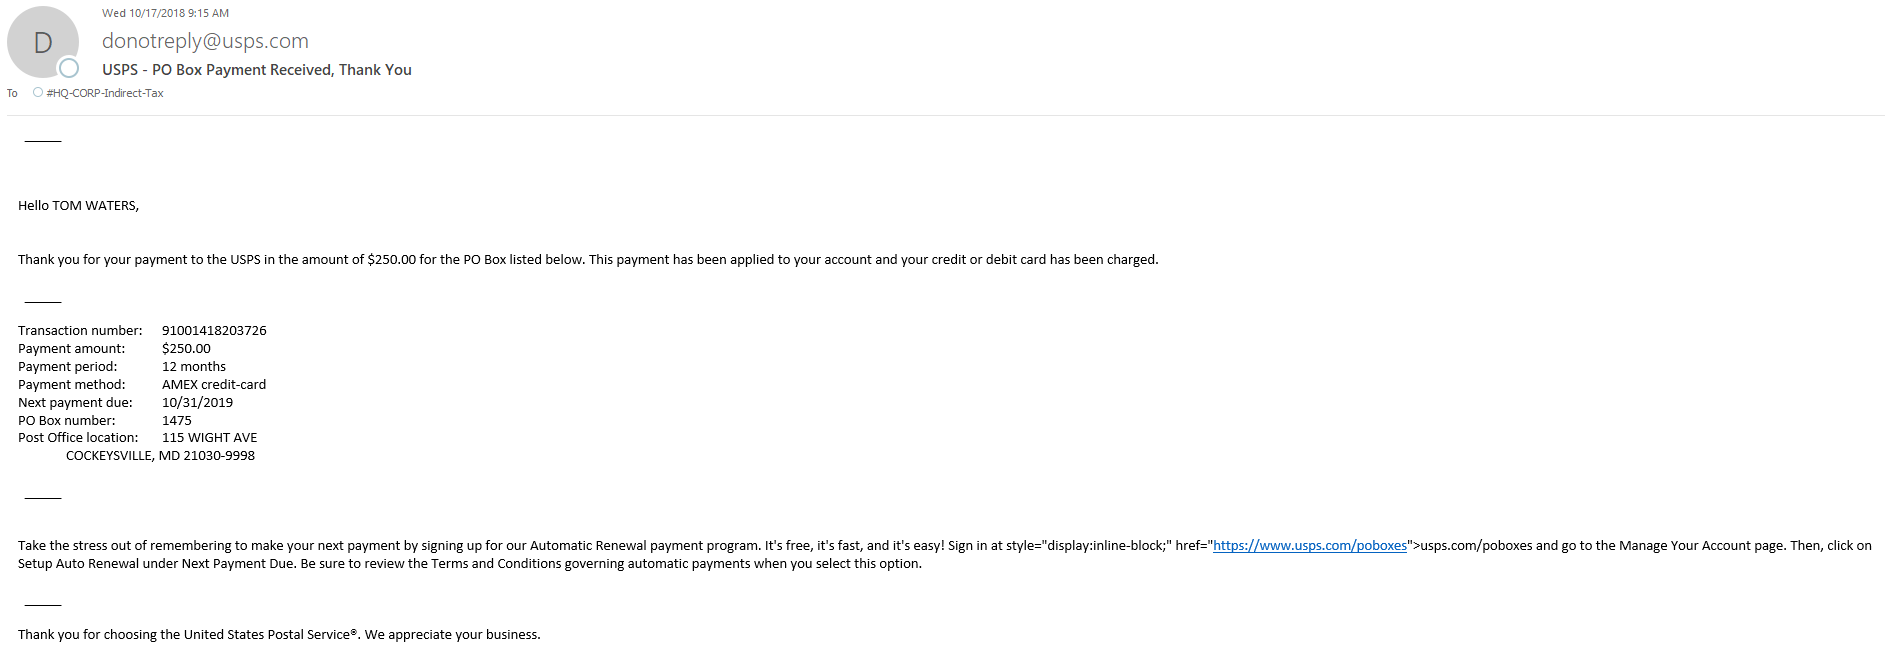 Wed 10/17/2018 9:15 AM
D
donotreply@usps.com
USPS - PO Box Payment Received, Thank You
To #HQ-CORP-Indirect-Tax
Hello TOM WATERS,
Thank you for your payment to the USPS in the amount of $250.00 for the PO Box listed below. This payment has been applied to your account and your credit or debit card has been charged.
Transaction number: 91001418203726
Payment amount: $250.00
Payment period: 12 months
Payment method: AMEX credit-card
Next payment due: 10/31/2019
PO Box number: 1475
Post Office location: 115 WIGHT AVE
COCKEYSVILLE, MD 21030-9998
Take the stress out of remembering to make your next payment by signing up for our Automatic Renewal payment program. It's free, it's fast, and it's easy! Sign in at style="display:inline-block;" href="https://www.usps.com/poboxes">usps.com/poboxes and go to the Manage Your Account page. Then, click on
Setup Auto Renewal under Next Payment Due. Be sure to review the Terms and Conditions governing automatic payments when you select this option.
Thank you for choosing the United States Postal Service®. We appreciate your business.